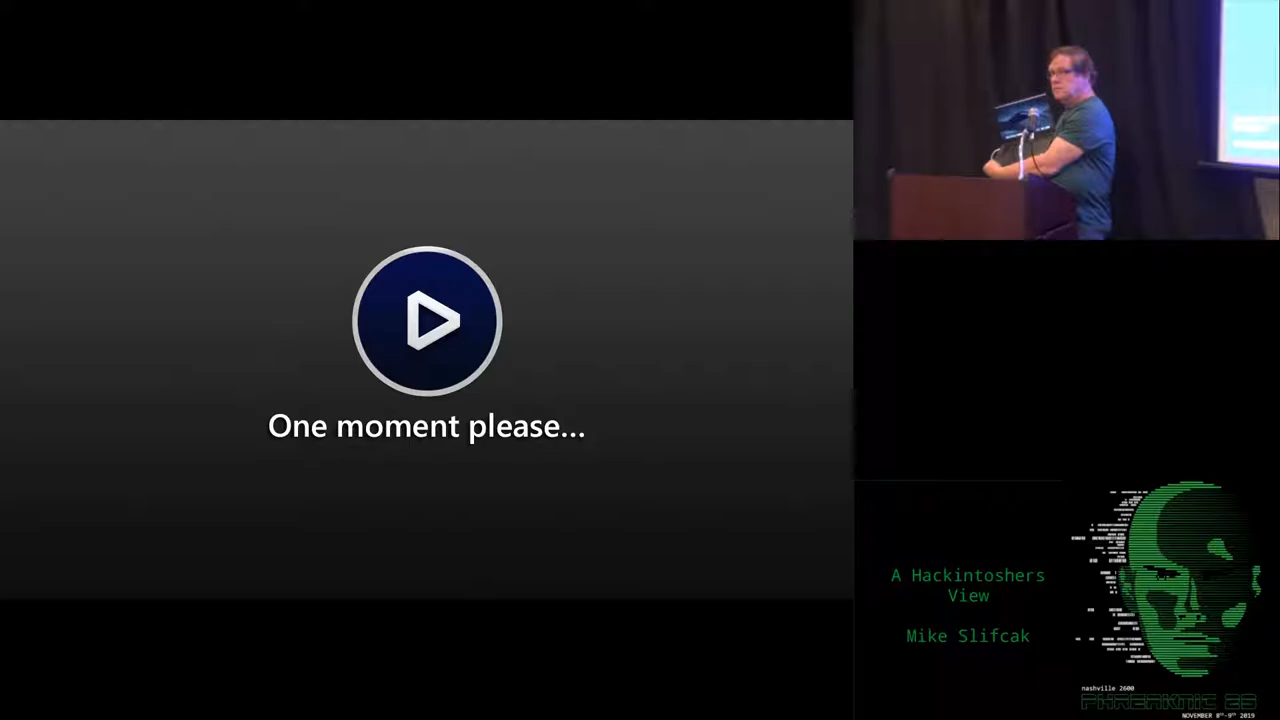 One moment please...
A Hackintoshers
View
Mike Slifcak
nashville 2600
PHREAKNIC 23
NOVEMBER 8TH-9TH 2019